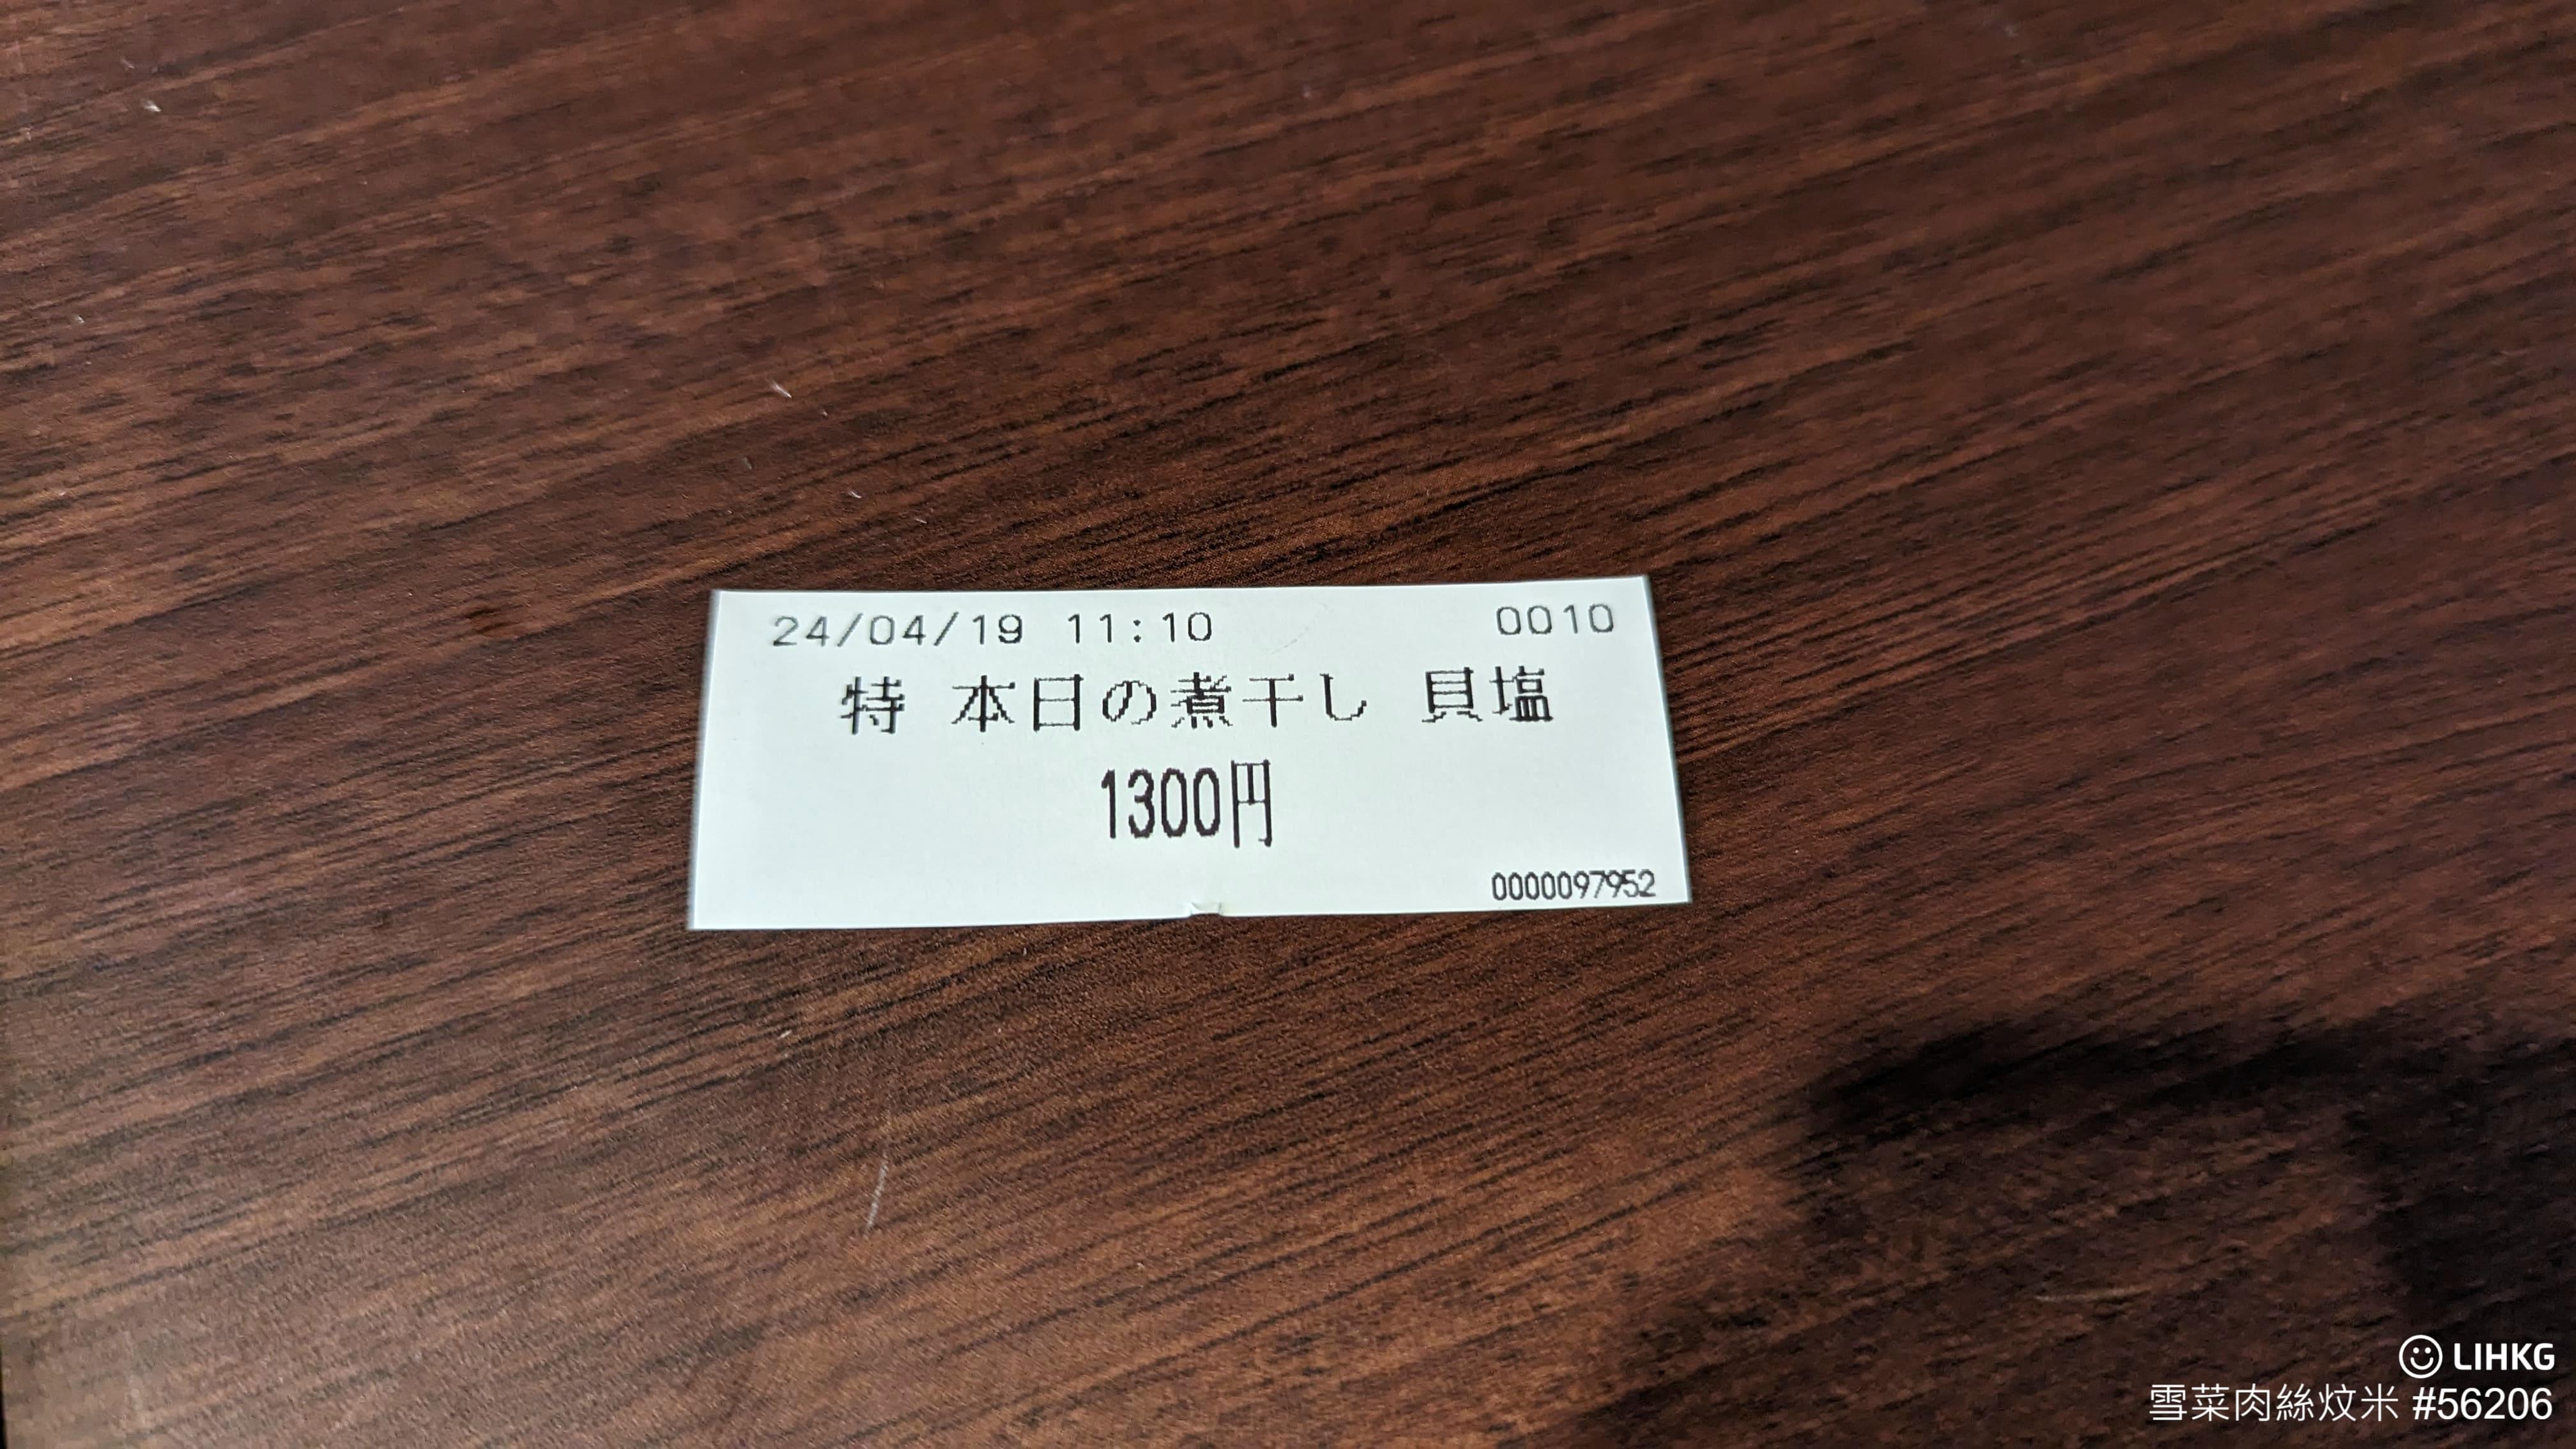 24/04/19 11:10 0010
特 本日の煮干し 貝塩
1300円
0000097952
LIHKG
雪菜肉絲炆米 #56206